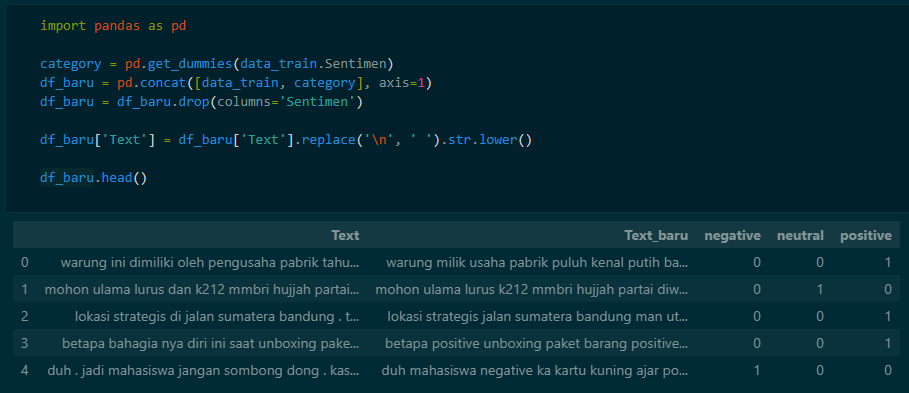 import pandas as pd
category = pd.get_dummies(data_train.Sentimen)
df_baru = pd.concat([data_train, category], axis=1)
df_baru = df_baru.drop(columns='Sentimen')
df_baru['Text'] = df_baru['Text'].replace('\n', ' ').str.lower()
df_baru.head()
Text Text_baru negative neutral positive
0 warung ini dimiliki oleh pengusaha pabrik tahu... warung milik usaha pabrik puluh kenal putih ba... 0 0 1
1 mohon ulama lurus dan k212 mmbri hujjah partai... mohon ulama lurus k212 mmbri hujjah partai diw... 0 1 0
2 lokasi strategis di jalan sumatera bandung . t... lokasi strategis jalan sumatera bandung man ut... 0 0 1
3 betapa bahagia nya diri ini saat unboxing pake... betapa positive unboxing paket barang positive... 0 0 1
4 duh . jadi mahasiswa jangan sombong dong . kas... duh mahasiswa negative ka kartu kuning ajar po... 1 0 0